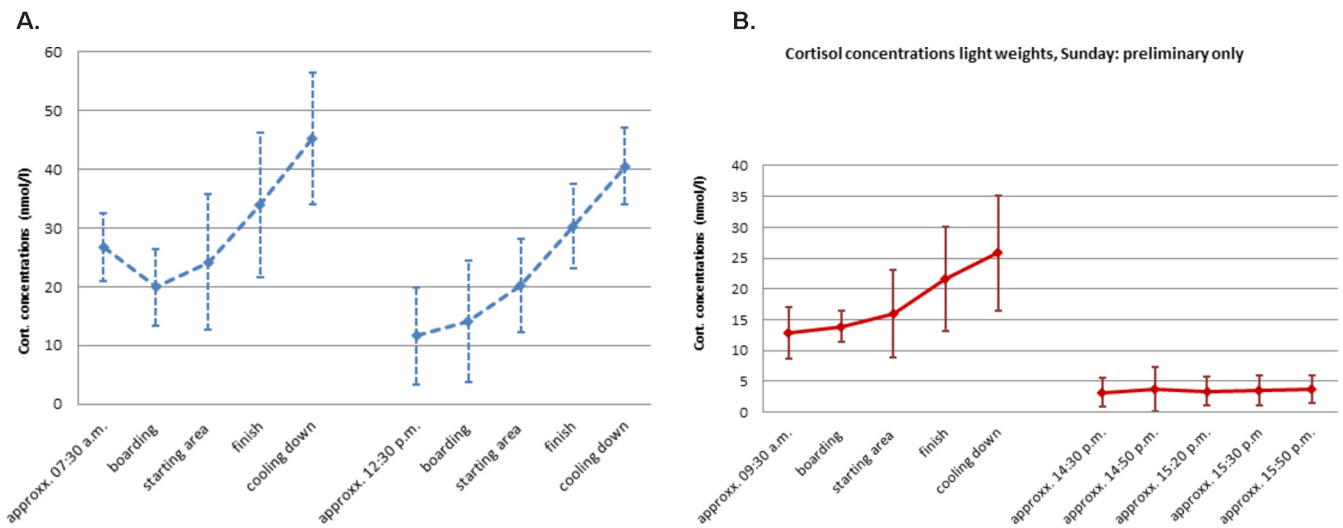 A.
60
50
40
30
20
10
0
Cort. concentrations (nmol/l)
approxx. 07:30 a.m.
boarding
starting area
finish
cooling down
approxx. 12:30 p.m.
boarding
starting area
finish
cooling down
B.
Cortisol concentrations light weights, Sunday: preliminary only
40
35
30
25
20
15
10
5
0
Cort. concentrations (nmol/l)
approxx. 09:30 a.m.
boarding
starting area
finish
cooling down
approxx. 14:30 p.m.
approxx. 14:50 p.m.
approxx. 15:20 p.m.
approxx. 15:30 p.m
approxx. 15:50 p.m.